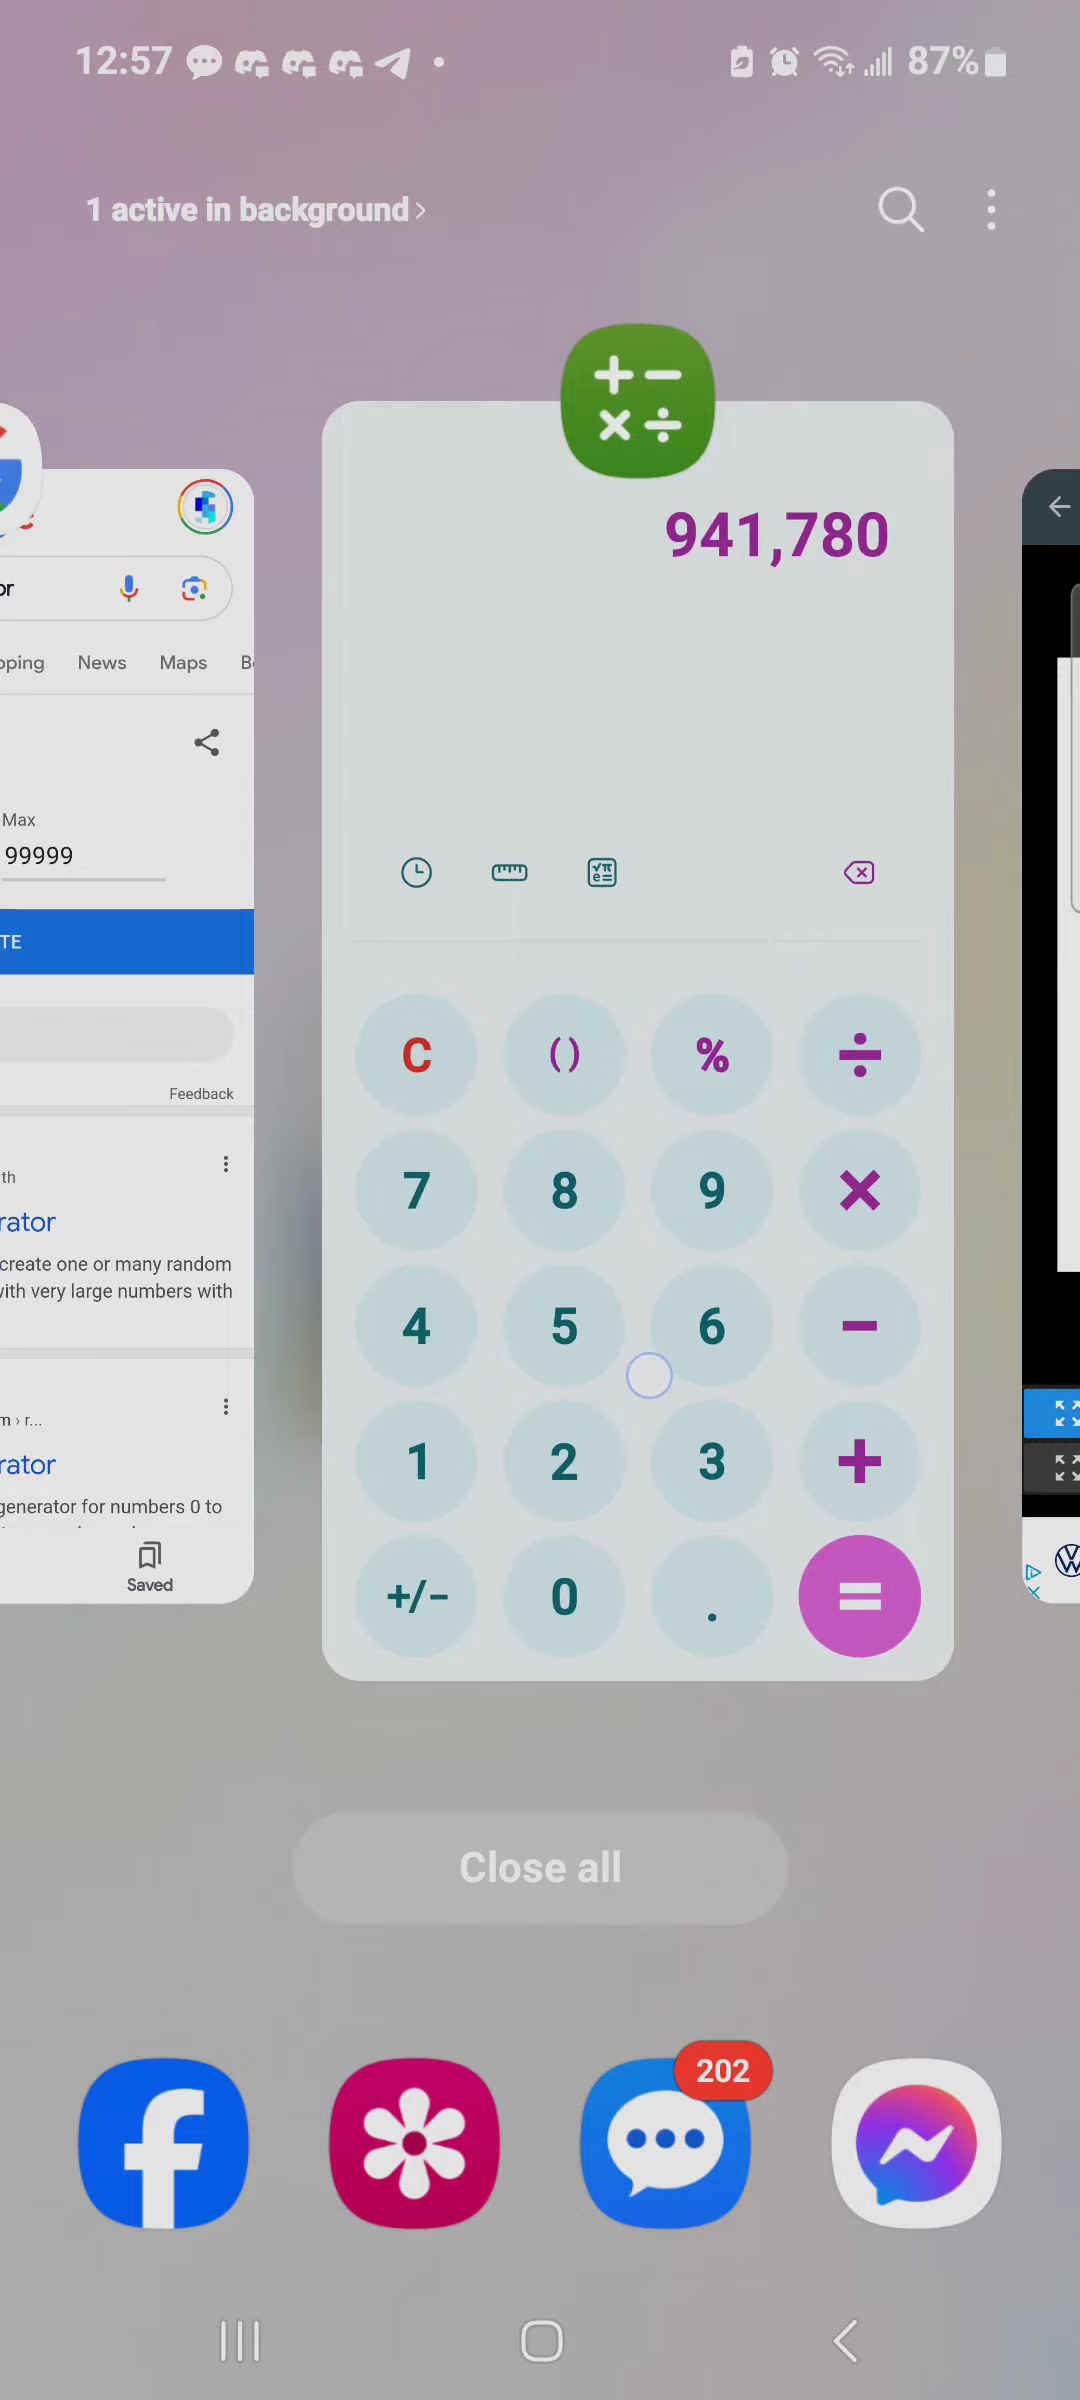 12:57
87%
1 active in background
or
pping News Maps
Max
99999
TE
Feedback
th
rator
create one or many random
with very large numbers with
m › r...
rator
generator for numbers 0 to
Saved
941,780
C ( ) % ÷
7 8 9 ×
4 5 6 −
1 2 3 +
+/− 0 . =
Close all
202